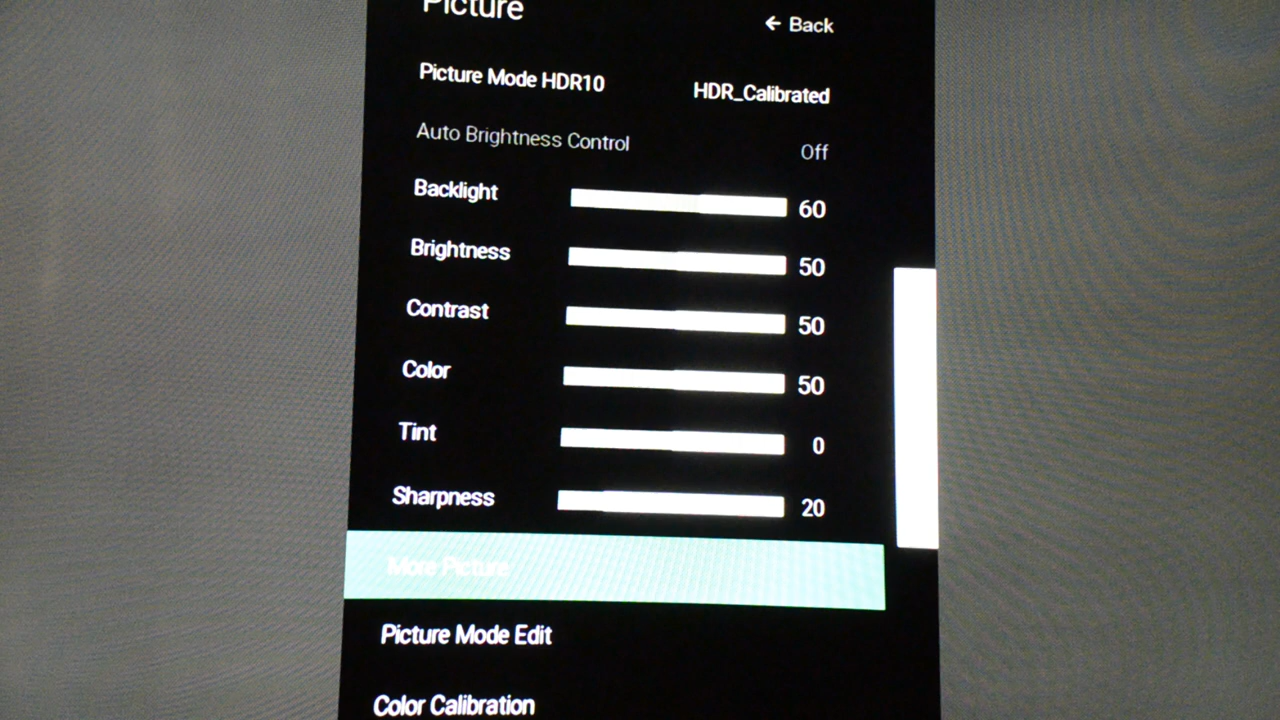 Picture
← Back
Picture Mode HDR10 HDR_Calibrated
Auto Brightness Control Off
Backlight 60
Brightness 50
Contrast 50
Color 50
Tint 0
Sharpness 20
More Picture
Picture Mode Edit
Color Calibration